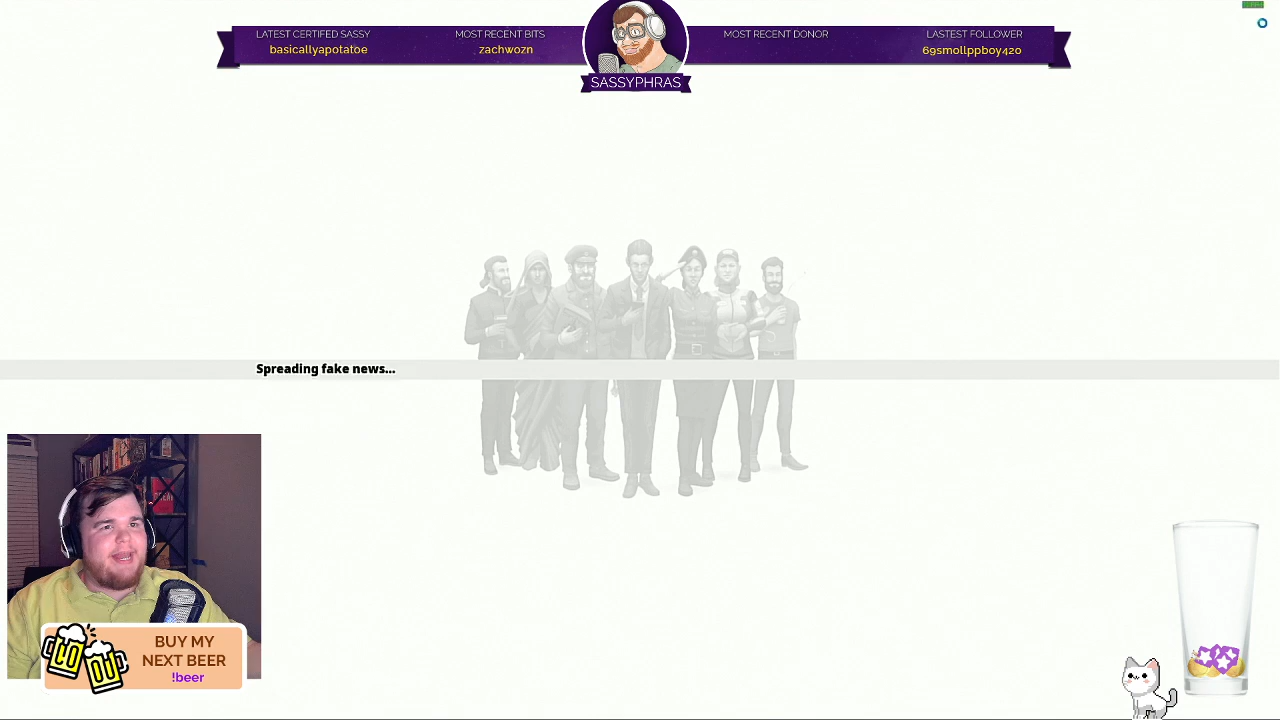 LATEST CERTIFED SASSY
basicallyapotatoe
MOST RECENT BITS
zachwozn
SASSYPHRAS
MOST RECENT DONOR
LASTEST FOLLOWER
69smollppboy420
Spreading fake news...
BUY MY
NEXT BEER
!beer